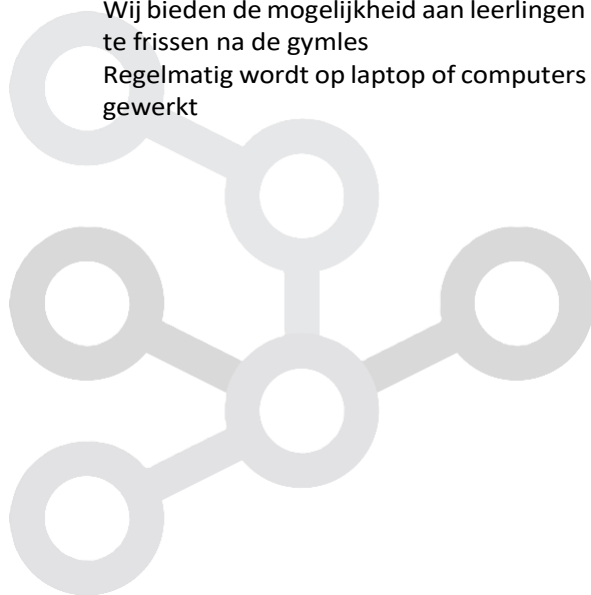 Wij bieden de mogelijkheid aan leerlingen
te frissen na de gymles
Regelmatig wordt op laptop of computers
gewerkt